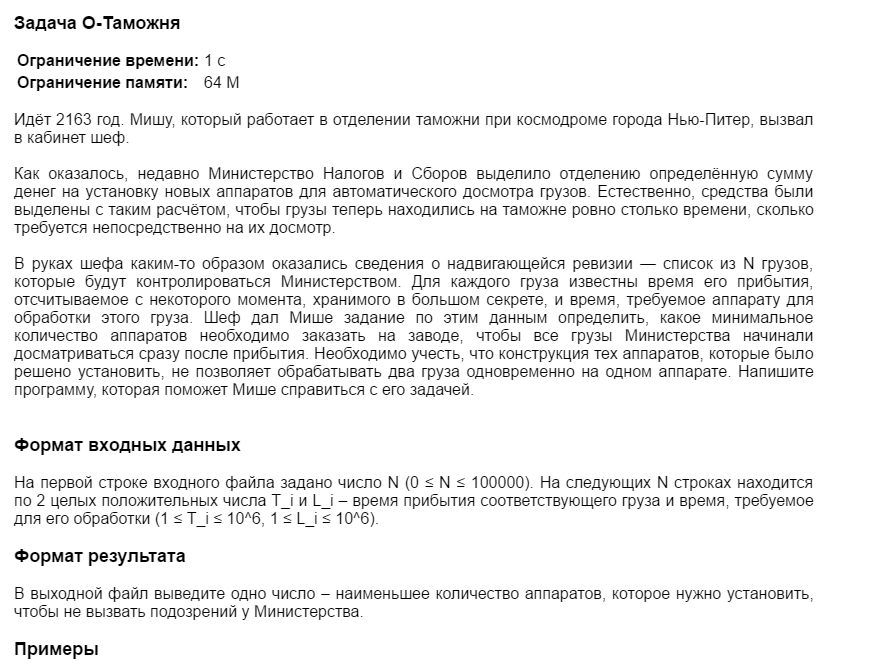 Задача O-Таможня
Ограничение времени: 1 с
Ограничение памяти: 64 М
Идёт 2163 год. Мишу, который работает в отделении таможни при космодроме города Нью-Питер, вызвал
в кабинет шеф.
Как оказалось, недавно Министерство Налогов и Сборов выделило отделению определённую сумму
денег на установку новых аппаратов для автоматического досмотра грузов. Естественно, средства были
выделены с таким расчётом, чтобы грузы теперь находились на таможне ровно столько времени, сколько
требуется непосредственно на их досмотр.
В руках шефа каким-то образом оказались сведения о надвигающейся ревизии — список из N грузов,
которые будут контролироваться Министерством. Для каждого груза известны время его прибытия,
отсчитываемое с некоторого момента, хранимого в большом секрете, и время, требуемое аппарату для
обработки этого груза. Шеф дал Мише задание по этим данным определить, какое минимальное
количество аппаратов необходимо заказать на заводе, чтобы все грузы Министерства начинали
досматриваться сразу после прибытия. Необходимо учесть, что конструкция тех аппаратов, которые было
решено установить, не позволяет обрабатывать два груза одновременно на одном аппарате. Напишите
программу, которая поможет Мише справиться с его задачей.
Формат входных данных
На первой строке входного файла задано число N (0 ≤ N ≤ 100000). На следующих N строках находится
по 2 целых положительных числа T_i и L_i – время прибытия соответствующего груза и время, требуемое
для его обработки (1 ≤ T_i ≤ 10^6, 1 ≤ L_i ≤ 10^6).
Формат результата
В выходной файл выведите одно число – наименьшее количество аппаратов, которое нужно установить,
чтобы не вызвать подозрений у Министерства.
Примеры